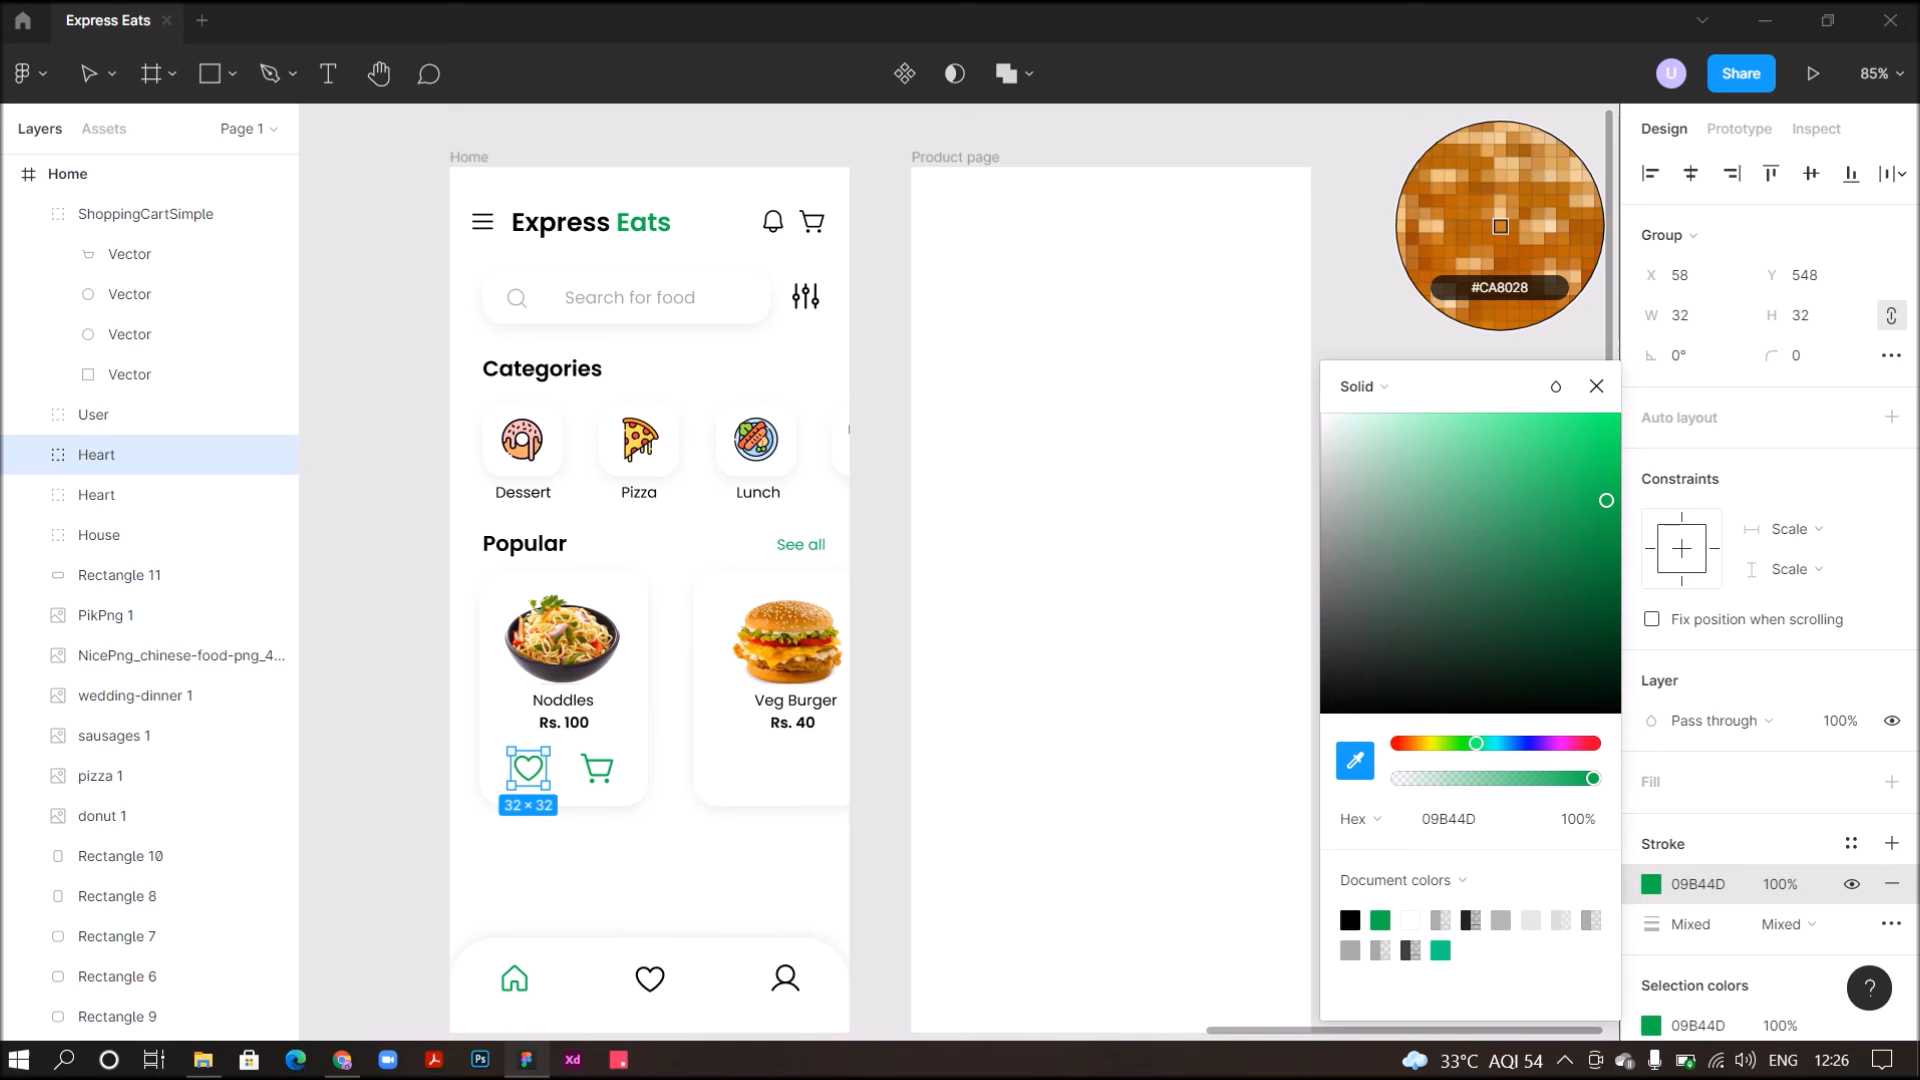 Express Eats
Share
85%
Layers
Assets
Page 1
Home
ShoppingCartSimple
Vector
Vector
Vector
Vector
User
Heart
Heart
House
Rectangle 11
PikPng 1
NicePng_chinese-food-png_4...
wedding-dinner 1
sausages 1
pizza 1
donut 1
Rectangle 10
Rectangle 8
Rectangle 7
Rectangle 6
Rectangle 9
Home
Express Eats
Search for food
Categories
Dessert
Pizza
Lunch
Popular
See all
Noddles
Rs. 100
Veg Burger
Rs. 40
32 × 32
Product page
#CA8028
Solid
Hex
09B44D
100%
Document colors
U
Design
Prototype
Inspect
Group
X 58
Y 548
W 32
H 32
0°
0
Auto layout
Constraints
Scale
Scale
Fix position when scrolling
Layer
Pass through
100%
Fill
Stroke
09B44D
100%
Mixed
Mixed
Selection colors
09B44D
100%
?
Ps
Xd
33°C AQI 54
ENG
12:26